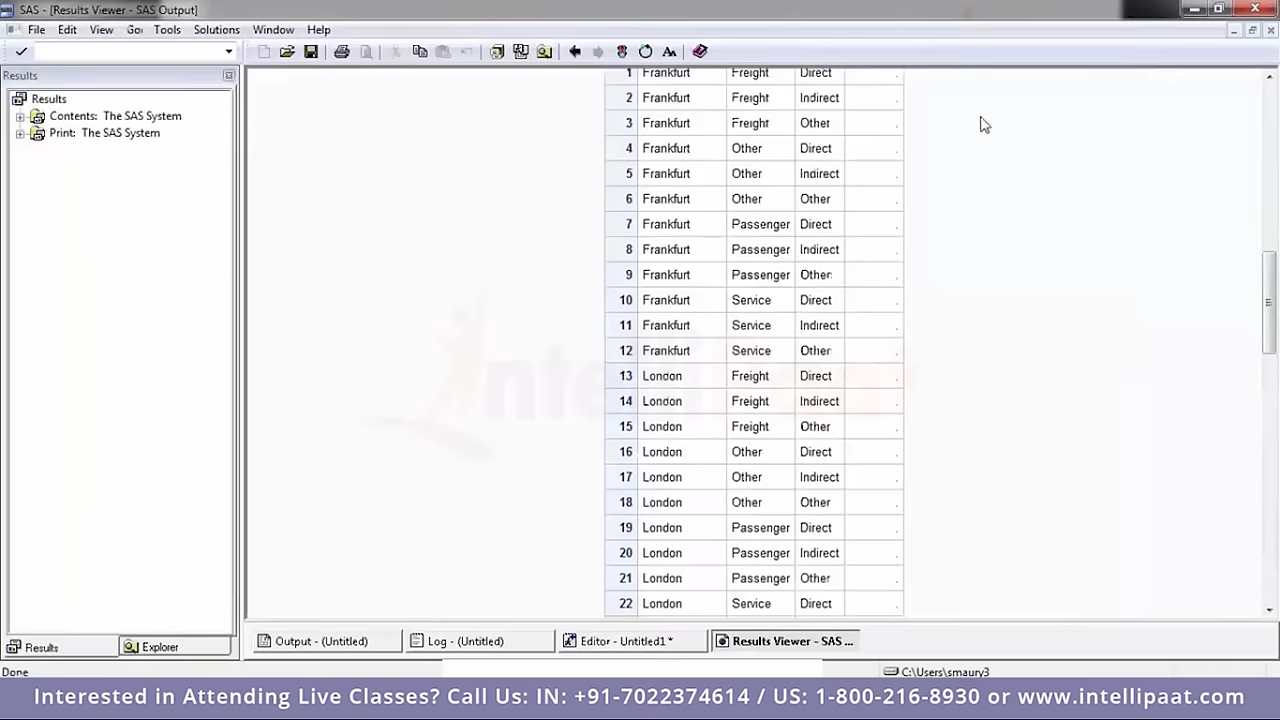 SAS - [Results Viewer - SAS Output]
File Edit View Go Tools Solutions Window Help
Results
Results
Contents: The SAS System
Print: The SAS System
1 Frankfurt Freight Direct .
2 Frankfurt Freight Indirect .
3 Frankfurt Freight Other .
4 Frankfurt Other Direct .
5 Frankfurt Other Indirect .
6 Frankfurt Other Other .
7 Frankfurt Passenger Direct .
8 Frankfurt Passenger Indirect .
9 Frankfurt Passenger Other .
10 Frankfurt Service Direct .
11 Frankfurt Service Indirect .
12 Frankfurt Service Other .
13 London Freight Direct .
14 London Freight Indirect .
15 London Freight Other .
16 London Other Direct .
17 London Other Indirect .
18 London Other Other .
19 London Passenger Direct .
20 London Passenger Indirect .
21 London Passenger Other .
22 London Service Direct .
Results Explorer
Output - (Untitled) Log - (Untitled) Editor - Untitled1 * Results Viewer - SAS ...
Done C:\Users\smaury3
Interested in Attending Live Classes? Call Us: IN: +91-7022374614 / US: 1-800-216-8930 or www.intellipaat.com